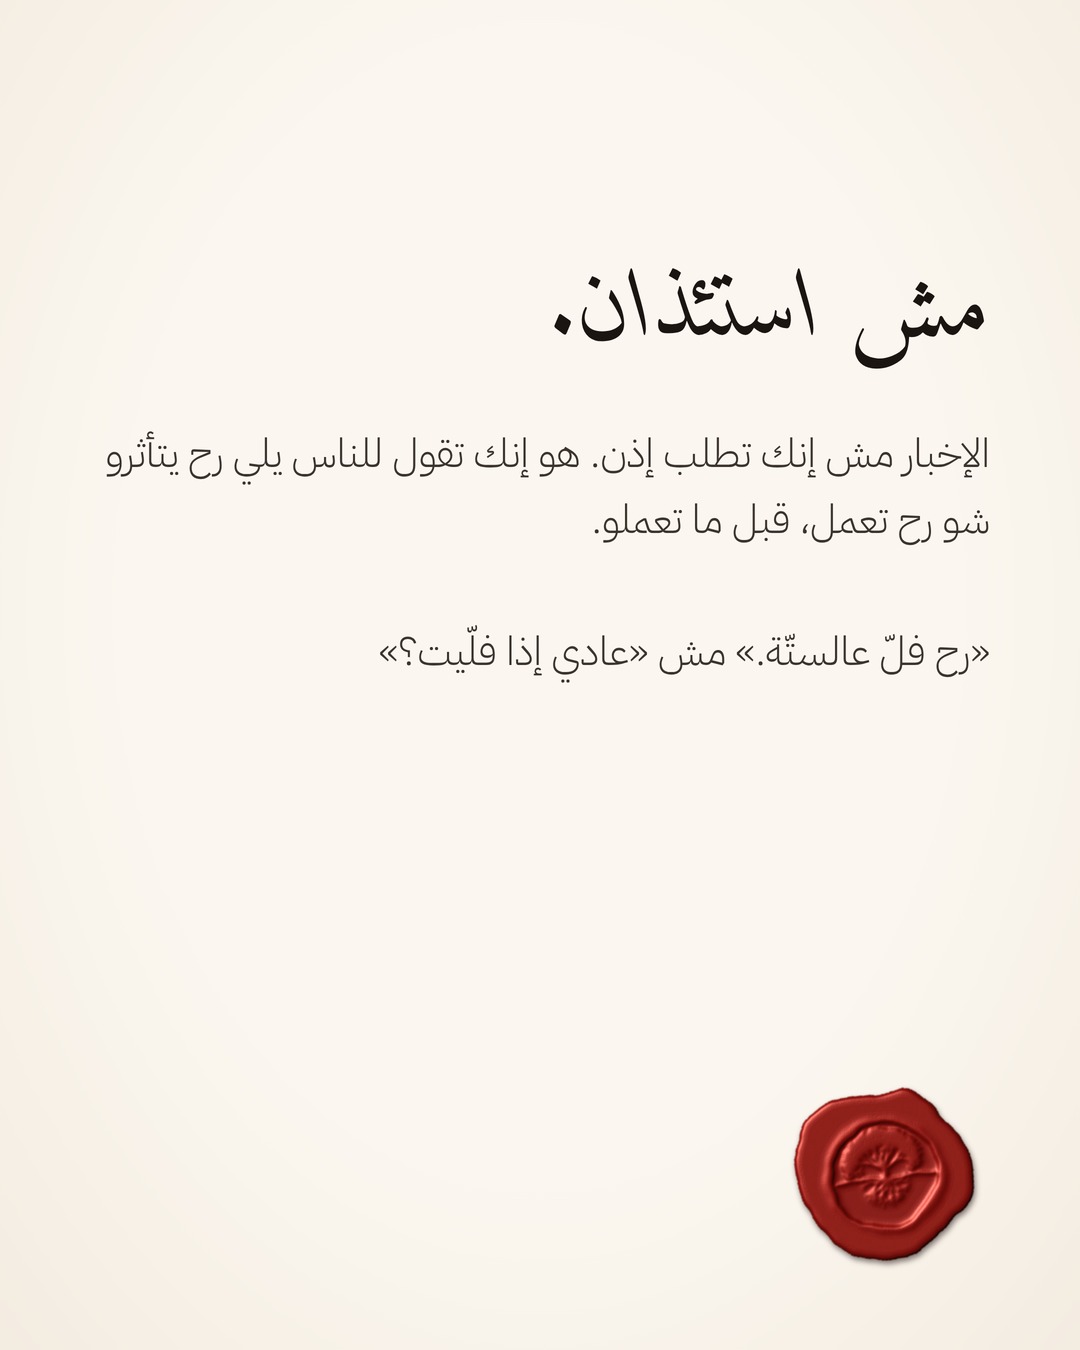 مش استئذان.
الإخبار مش إنك تطلب إذن. هو إنك تقول للناس يلي رح يتأثرو
شو رح تعمل، قبل ما تعملو.
«رح فلّ عالستّة.» مش «عادي إذا فلّيت؟»